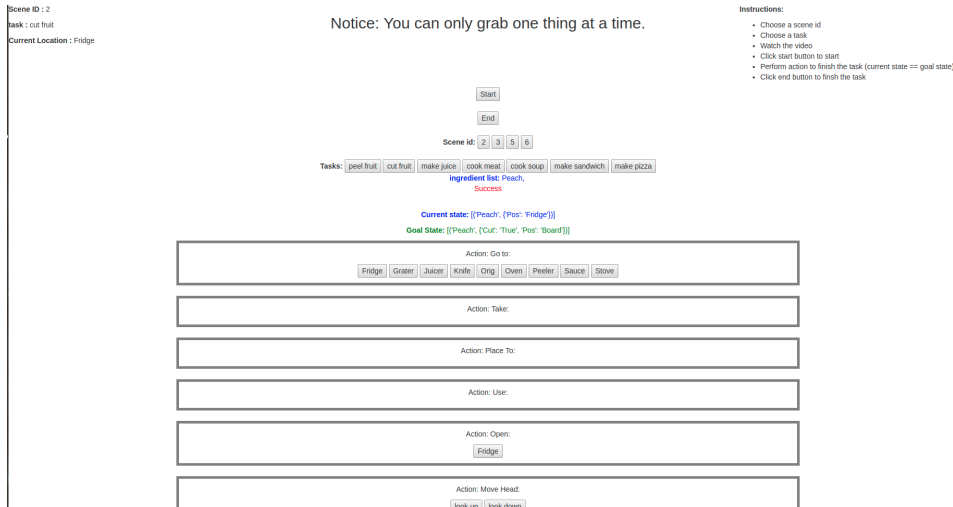 Scene ID : 2
task : cut fruit
Current Location : Fridge
Notice: You can only grab one thing at a time.
Instructions:
Choose a scene id
Choose a task
Watch the video
Click start button to start
Perform action to finish the task (current state == goal state)
Click end button to finsh the task
Start
End
Scene id: 2 3 5 6
Tasks: peel fruit cut fruit make juice cook meat cook soup make sandwich make pizza
ingredient list: Peach,
Success
Current state: [('Peach', {'Pos': 'Fridge'})]
Goal State: [('Peach', {'Cut': 'True', 'Pos': 'Board'})]
Action: Go to:
Fridge Grater Juicer Knife Orig Oven Peeler Sauce Stove
Action: Take:
Action: Place To:
Action: Use:
Action: Open:
Fridge
Action: Move Head:
look up look down